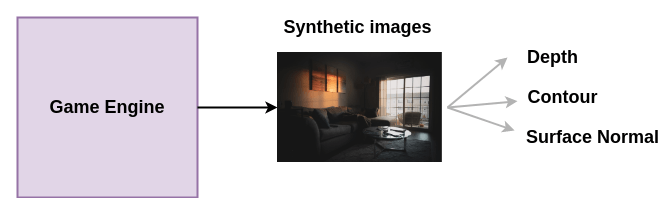 Synthetic images
Game Engine
Depth
Contour
Surface Normal